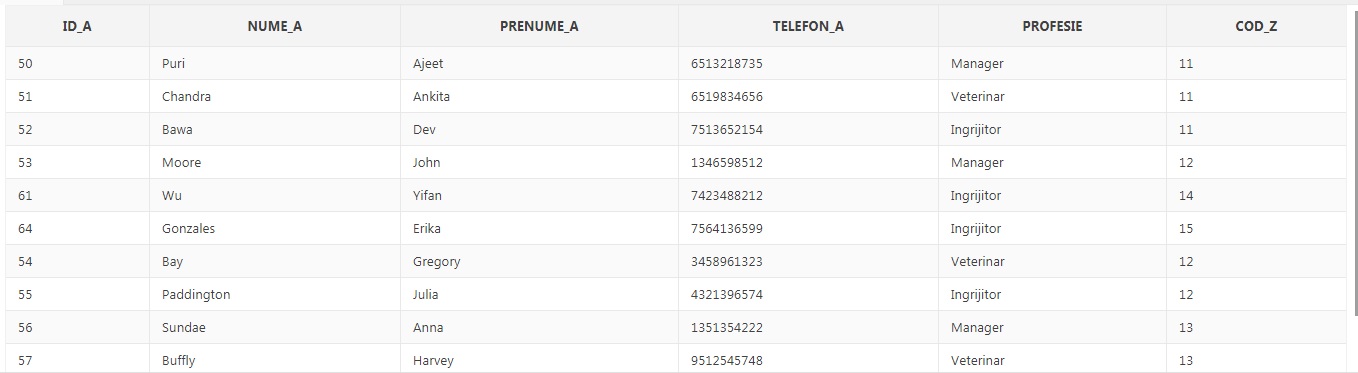 ID_A NUME_A PRENUME_A TELEFON_A PROFESIE COD_Z
50 Puri Ajeet 6513218735 Manager 11
51 Chandra Ankita 6519834656 Veterinar 11
52 Bawa Dev 7513652154 Ingrijitor 11
53 Moore John 1346598512 Manager 12
61 Wu Yifan 7423488212 Ingrijitor 14
64 Gonzales Erika 7564136599 Ingrijitor 15
54 Bay Gregory 3458961323 Veterinar 12
55 Paddington Julia 4321396574 Ingrijitor 12
56 Sundae Anna 1351354222 Manager 13
57 Buffly Harvey 9512545748 Veterinar 13